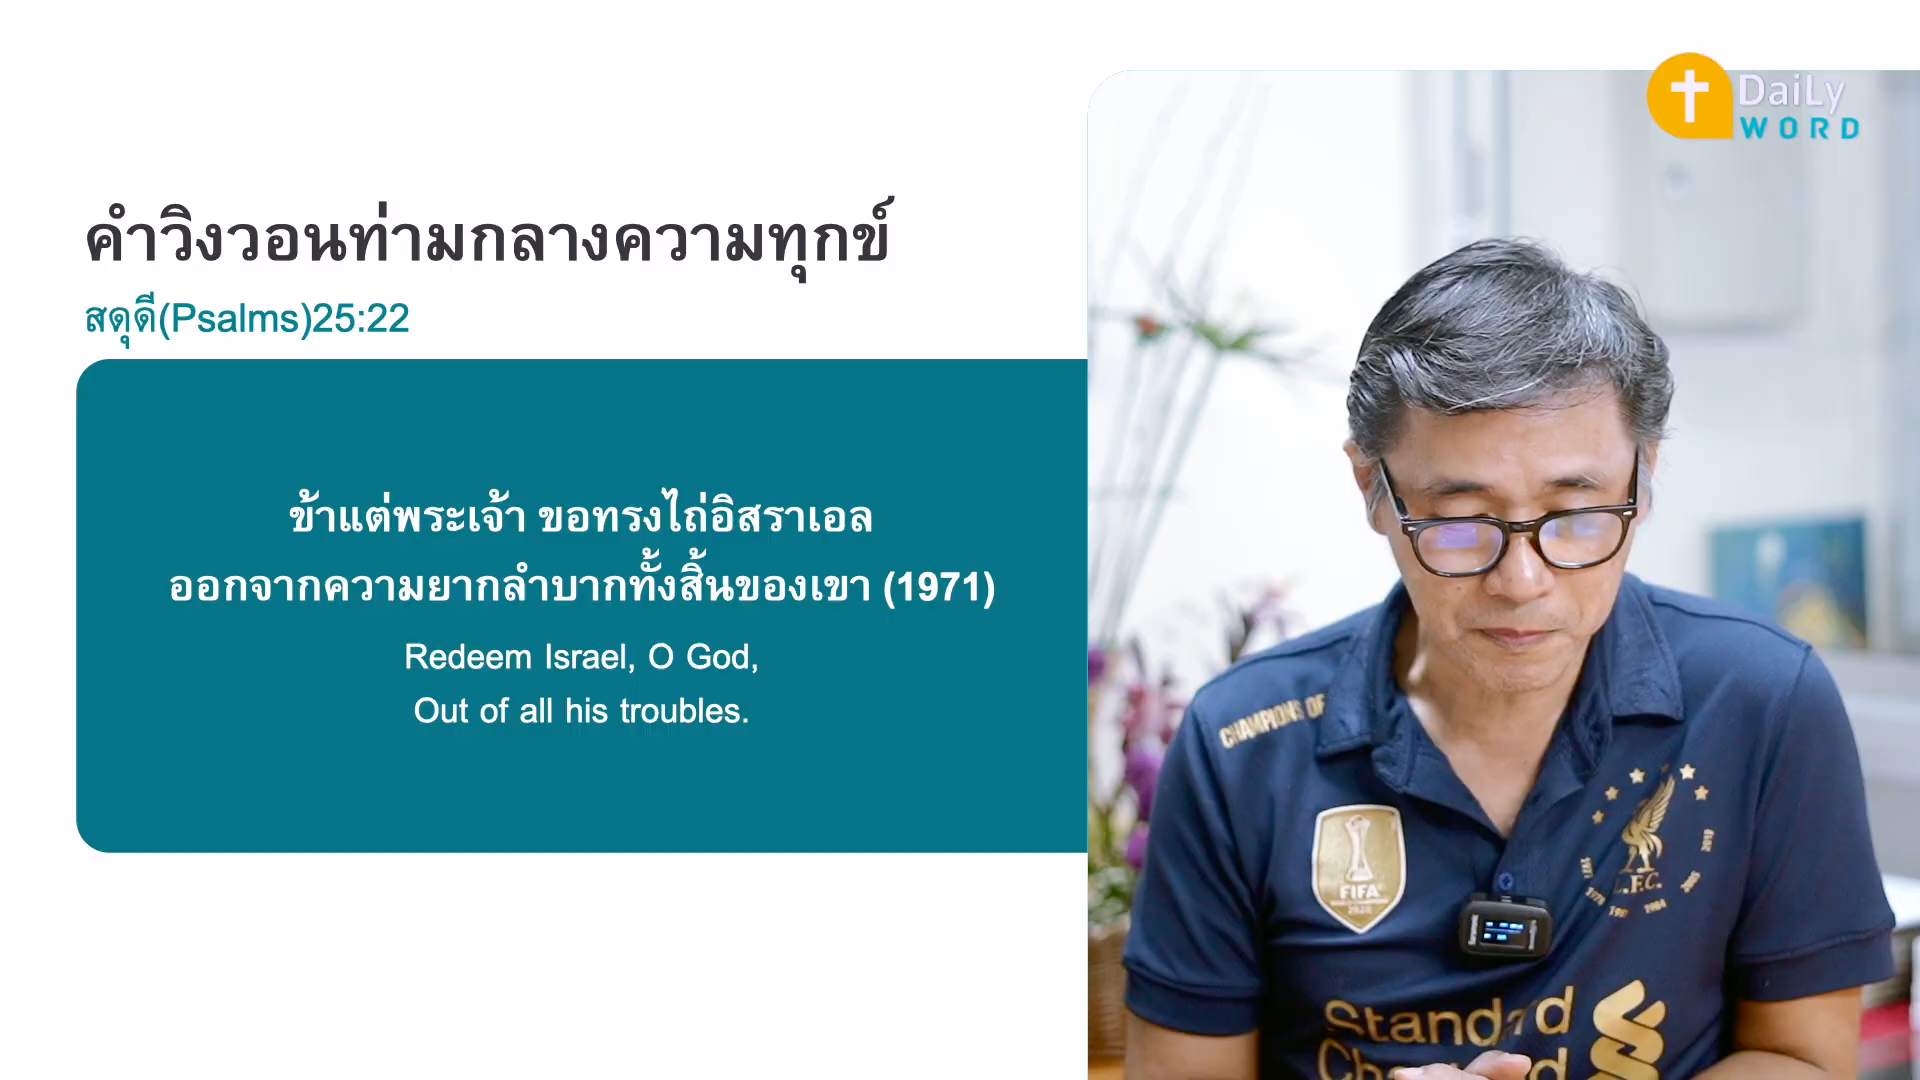 DaiLy
WORD
คำวิงวอนท่ามกลางความทุกข์
สดุดี(Psalms)25:22
ข้าแต่พระเจ้า ขอทรงไถ่อิสราเอล
ออกจากความยากลำบากทั้งสิ้นของเขา (1971)
Redeem Israel, O God,
Out of all his troubles.
CHAMPIONS OF
FIFA
2020
L.F.C.
1984
2005
2019
Standard